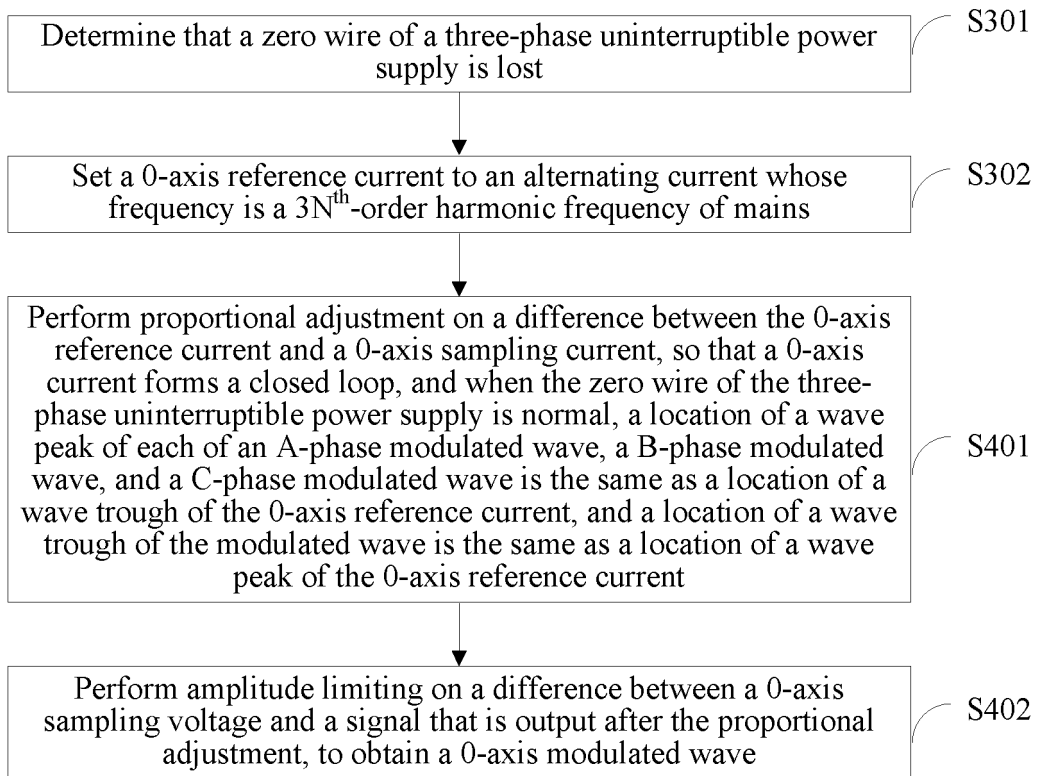 S301
Determine that a zero wire of a three-phase uninterruptible power
supply is lost
S302
Set a 0-axis reference current to an alternating current whose
frequency is a 3Nth-order harmonic frequency of mains
Perform proportional adjustment on a difference between the 0-axis
reference current and a 0-axis sampling current, so that a 0-axis
current forms a closed loop, and when the zero wire of the three-
phase uninterruptible power supply is normal, a location of a wave
peak of each of an A-phase modulated wave, a B-phase modulated
wave, and a C-phase modulated wave is the same as a location of a
wave trough of the 0-axis reference current, and a location of a wave
trough of the modulated wave is the same as a location of a wave
peak of the 0-axis reference current
S401
Perform amplitude limiting on a difference between a 0-axis
sampling voltage and a signal that is output after the proportional
adjustment, to obtain a 0-axis modulated wave
S402